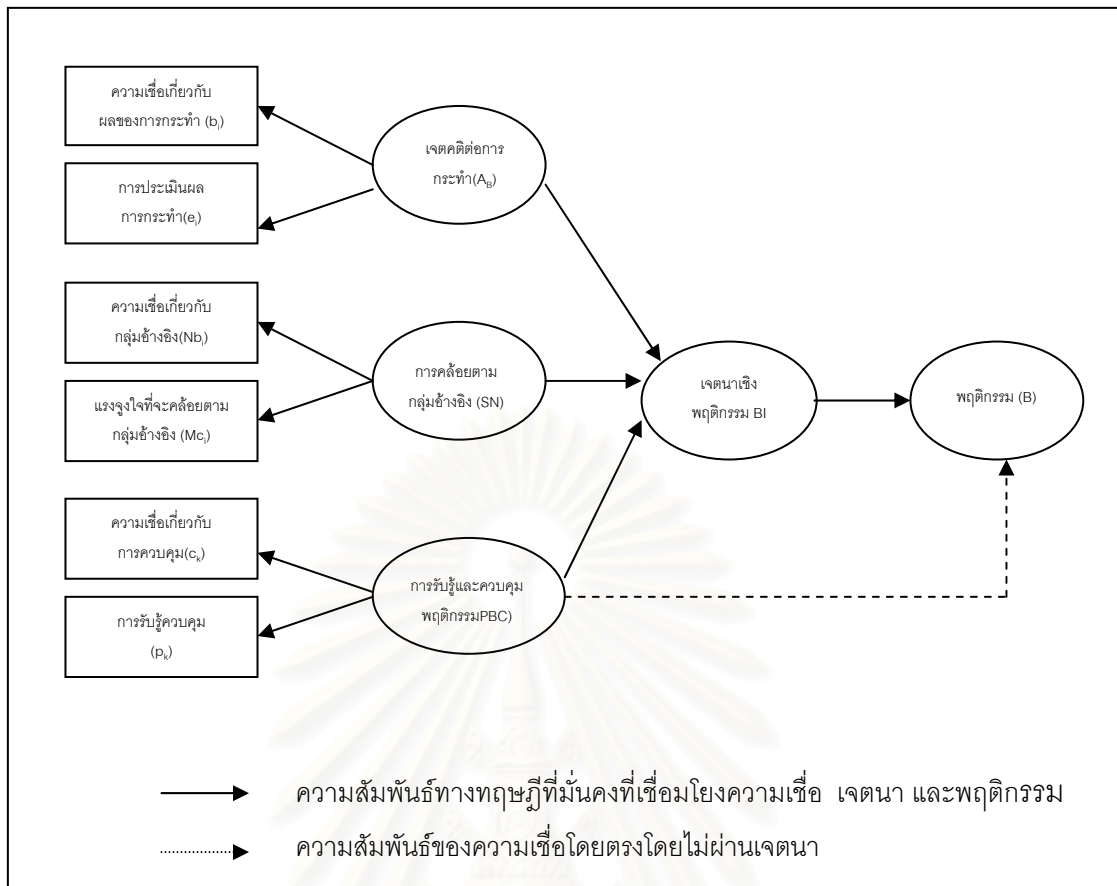 ความเชื่อเกี่ยวกับ
ผลของการกระทำ (bᵢ)
การประเมินผล
การกระทำ(eᵢ)
ความเชื่อเกี่ยวกับ
กลุ่มอ้างอิง(Nbⱼ)
แรงจูงใจที่จะคล้อยตาม
กลุ่มอ้างอิง (Mcⱼ)
ความเชื่อเกี่ยวกับ
การควบคุม(cₖ)
การรับรู้ควบคุม
(pₖ)
เจตคติต่อการ
กระทำ(A_B)
การคล้อยตาม
กลุ่มอ้างอิง (SN)
การรับรู้และควบคุม
พฤติกรรมPBC)
เจตนาเชิง
พฤติกรรม BI
พฤติกรรม (B)
ความสัมพันธ์ทางทฤษฎีที่มั่นคงที่เชื่อมโยงความเชื่อ เจตนา และพฤติกรรม
ความสัมพันธ์ของความเชื่อโดยตรงโดยไม่ผ่านเจตนา